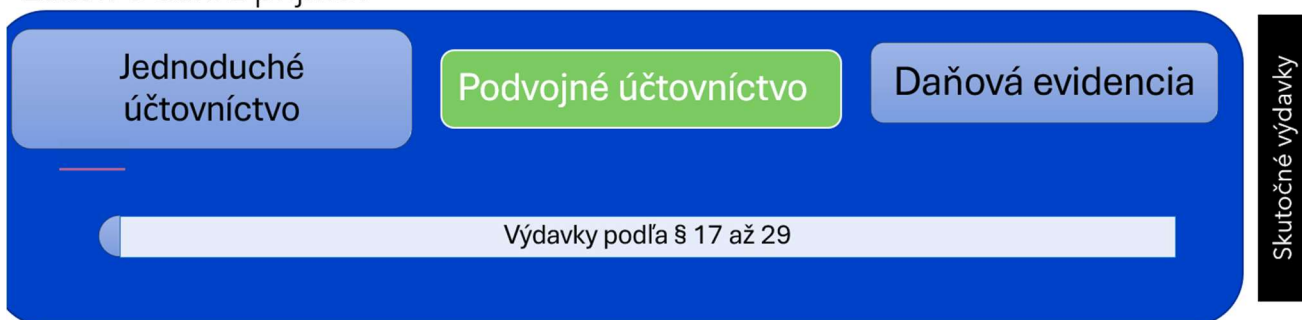 Jednoduché
účtovníctvo
Podvojné účtovníctvo
Daňová evidencia
Výdavky podľa § 17 až 29
Skutočné výdavky